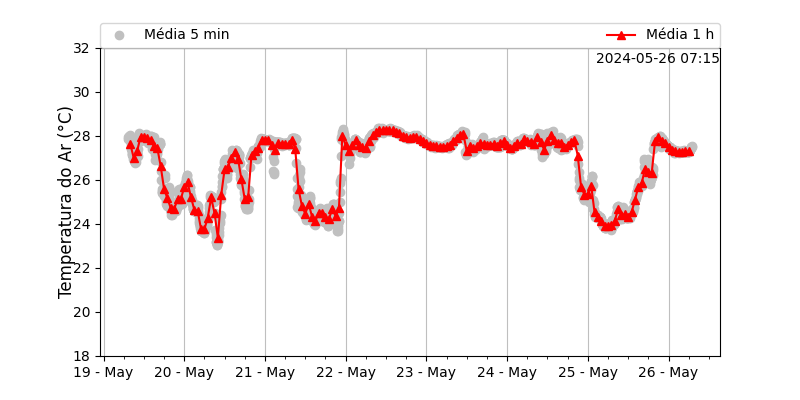 Média 5 min
Média 1 h
2024-05-26 07:15
Temperatura do Ar (°C)
32
30
28
26
24
22
20
18
19 - May
20 - May
21 - May
22 - May
23 - May
24 - May
25 - May
26 - May